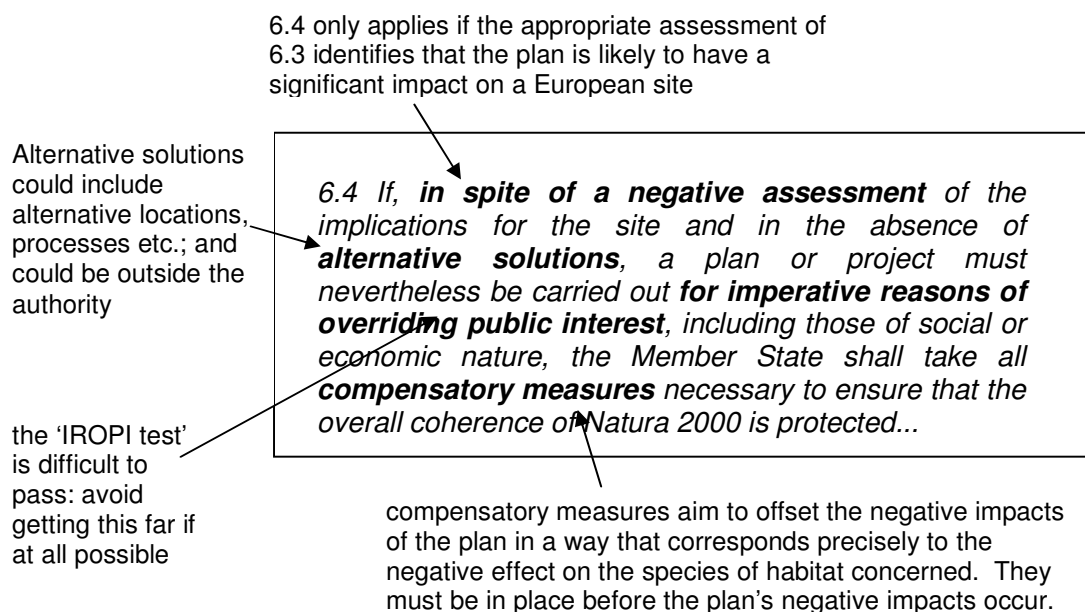 6.4 only applies if the appropriate assessment of
6.3 identifies that the plan is likely to have a
significant impact on a European site
Alternative solutions
could include
alternative locations,
processes etc.; and
could be outside the
authority
6.4 If, in spite of a negative assessment of the
implications for the site and in the absence of
alternative solutions, a plan or project must
nevertheless be carried out for imperative reasons of
overriding public interest, including those of social or
economic nature, the Member State shall take all
compensatory measures necessary to ensure that the
overall coherence of Natura 2000 is protected...
the ‘IROPI test’
is difficult to
pass: avoid
getting this far if
at all possible
compensatory measures aim to offset the negative impacts
of the plan in a way that corresponds precisely to the
negative effect on the species of habitat concerned. They
must be in place before the plan’s negative impacts occur.